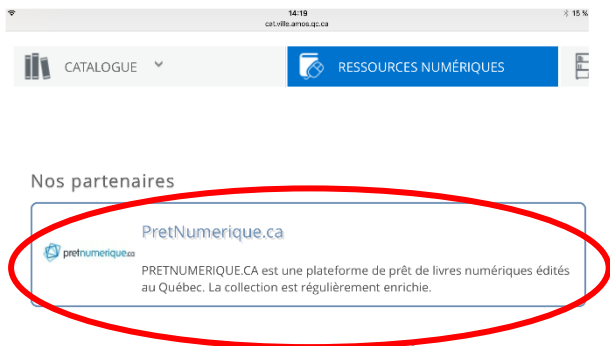 14:19
15 %
cat.ville.amos.qc.ca
CATALOGUE
RESSOURCES NUMÉRIQUES
Nos partenaires
PretNumerique.ca
pretnumerique.ca
PRETNUMERIQUE.CA est une plateforme de prêt de livres numériques édités
au Québec. La collection est régulièrement enrichie.